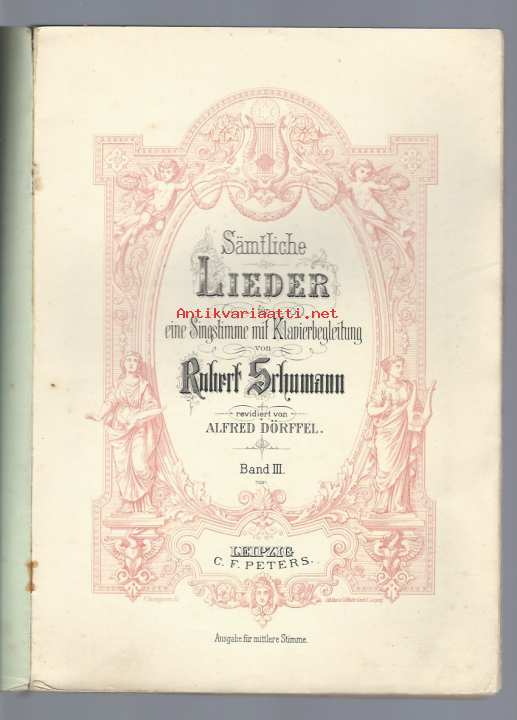 Sämtliche
LIEDER
Antikvariaatti.net
eine Singstimme mit Klavierbegleitung
von
Robert Schumann
revidiert von
ALFRED DÖRFFEL.
Band III.
LEIPZIG
C. F. PETERS.
Ausgabe für mittlere Stimme.